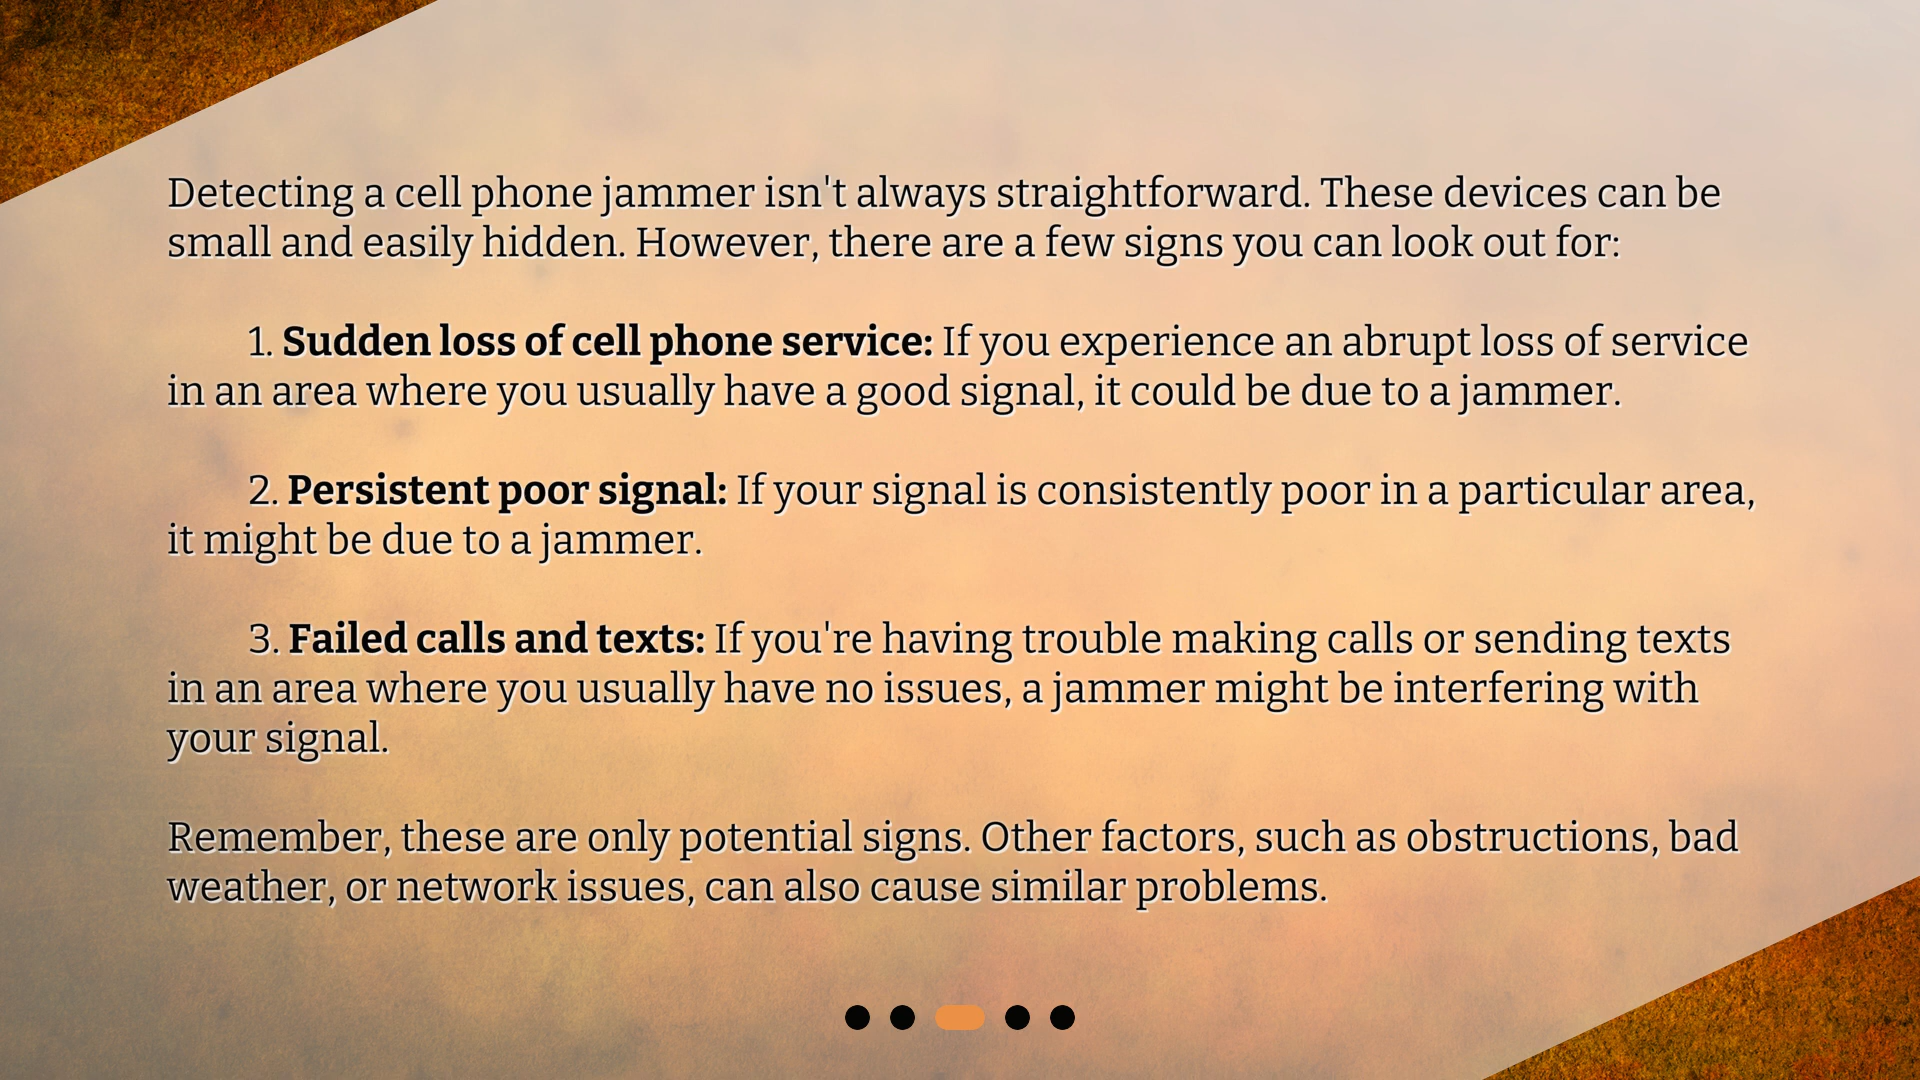 Detecting a cell phone jammer isn't always straightforward. These devices can be
small and easily hidden. However, there are a few signs you can look out for:
1. Sudden loss of cell phone service: If you experience an abrupt loss of service
in an area where you usually have a good signal, it could be due to a jammer.
2. Persistent poor signal: If your signal is consistently poor in a particular area,
it might be due to a jammer.
3. Failed calls and texts: If you're having trouble making calls or sending texts
in an area where you usually have no issues, a jammer might be interfering with
your signal.
Remember, these are only potential signs. Other factors, such as obstructions, bad
weather, or network issues, can also cause similar problems.